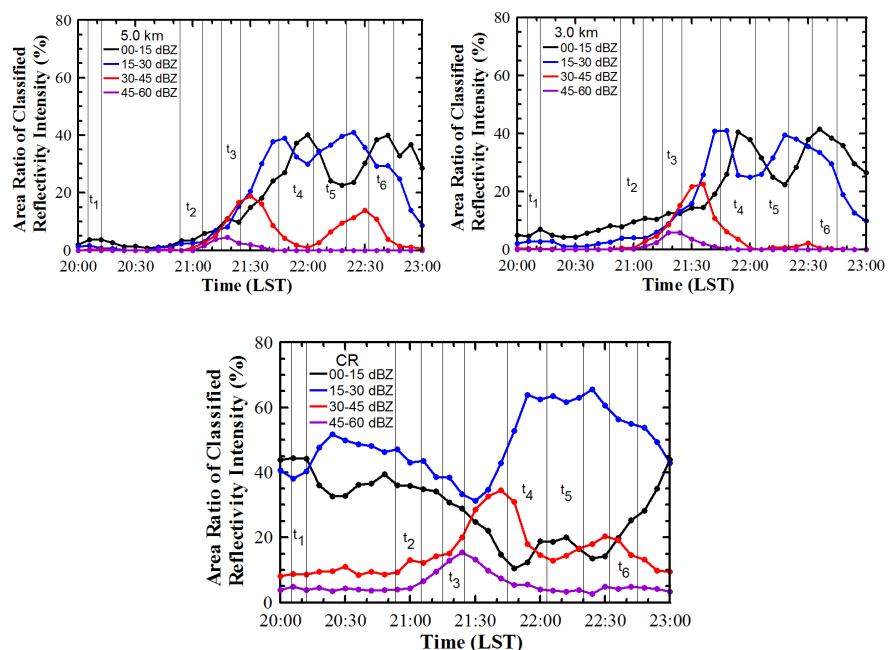 Area Ratio of Classified
Reflectivity Intensity (%)
80
60
40
20
0
5.0 km
00-15 dBZ
15-30 dBZ
30-45 dBZ
45-60 dBZ
t1
t2
t3
t4
t5
t6
20:00 20:30 21:00 21:30 22:00 22:30 23:00
Time (LST)
Area Ratio of Classified
Reflectivity Intensity (%)
80
60
40
20
0
3.0 km
00-15 dBZ
15-30 dBZ
30-45 dBZ
45-60 dBZ
t1
t2
t3
t4
t5
t6
20:00 20:30 21:00 21:30 22:00 22:30 23:00
Time (LST)
Area Ratio of Classified
Reflectivity Intensity (%)
80
60
40
20
0
CR
00-15 dBZ
15-30 dBZ
30-45 dBZ
45-60 dBZ
t1
t2
t3
t4
t5
t6
20:00 20:30 21:00 21:30 22:00 22:30 23:00
Time (LST)